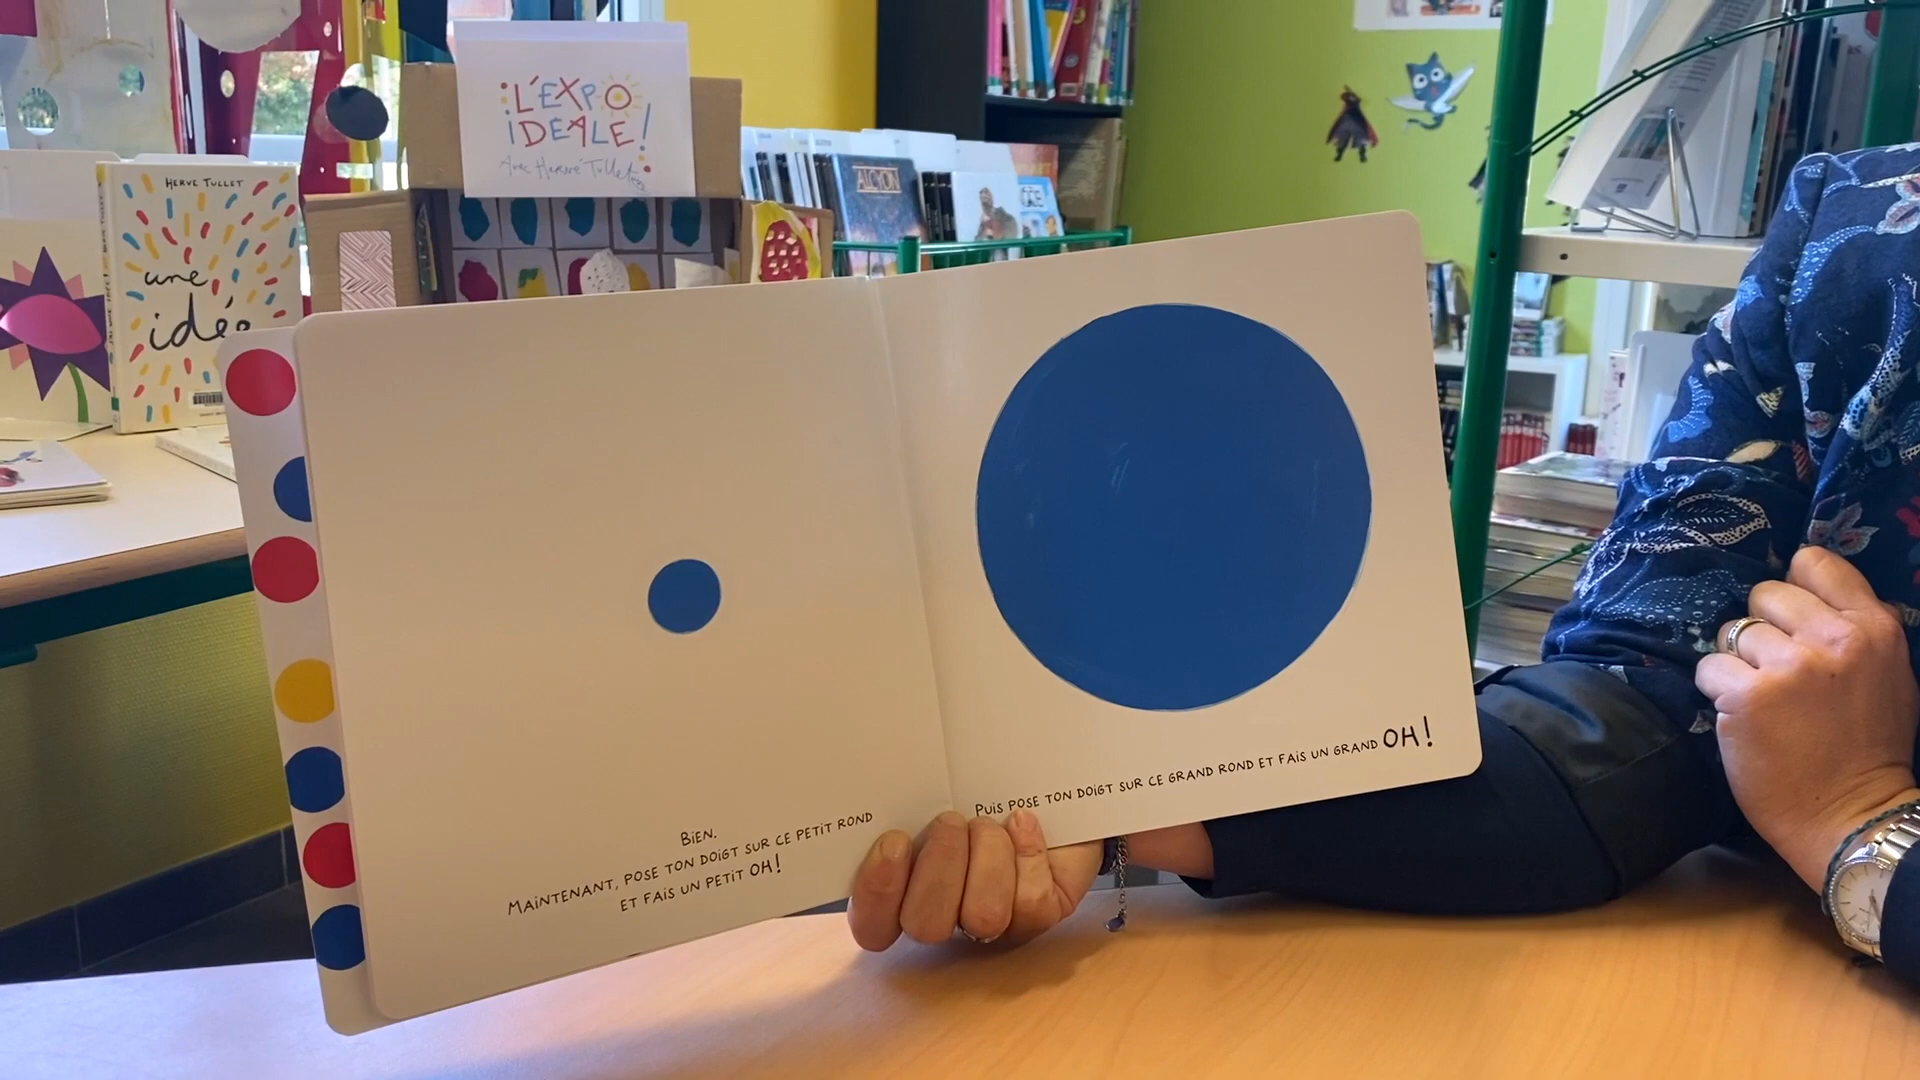 L'EXPO
iDEALE!
Avec Hervé Tullet
HERVE TULLET
une
idée
ALCYON
BiEN.
MAiNTENANT, POSE TON DOiGT SUR CE PETiT ROND
ET FAiS UN PETiT OH!
PUiS POSE TON DOiGT SUR CE GRAND ROND ET FAiS UN GRAND OH!